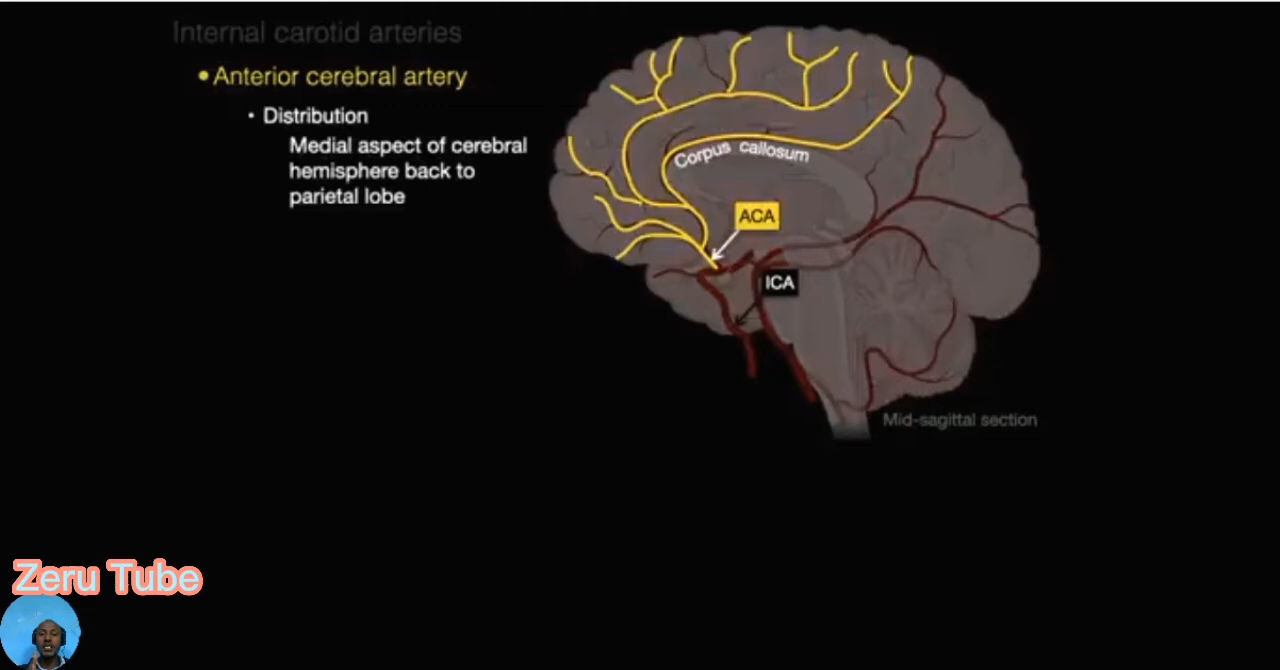 Internal carotid arteries
•Anterior cerebral artery
· Distribution
Medial aspect of cerebral
hemisphere back to
parietal lobe
Corpus callosum
ACA
ICA
Mid-sagittal section
Zeru Tube